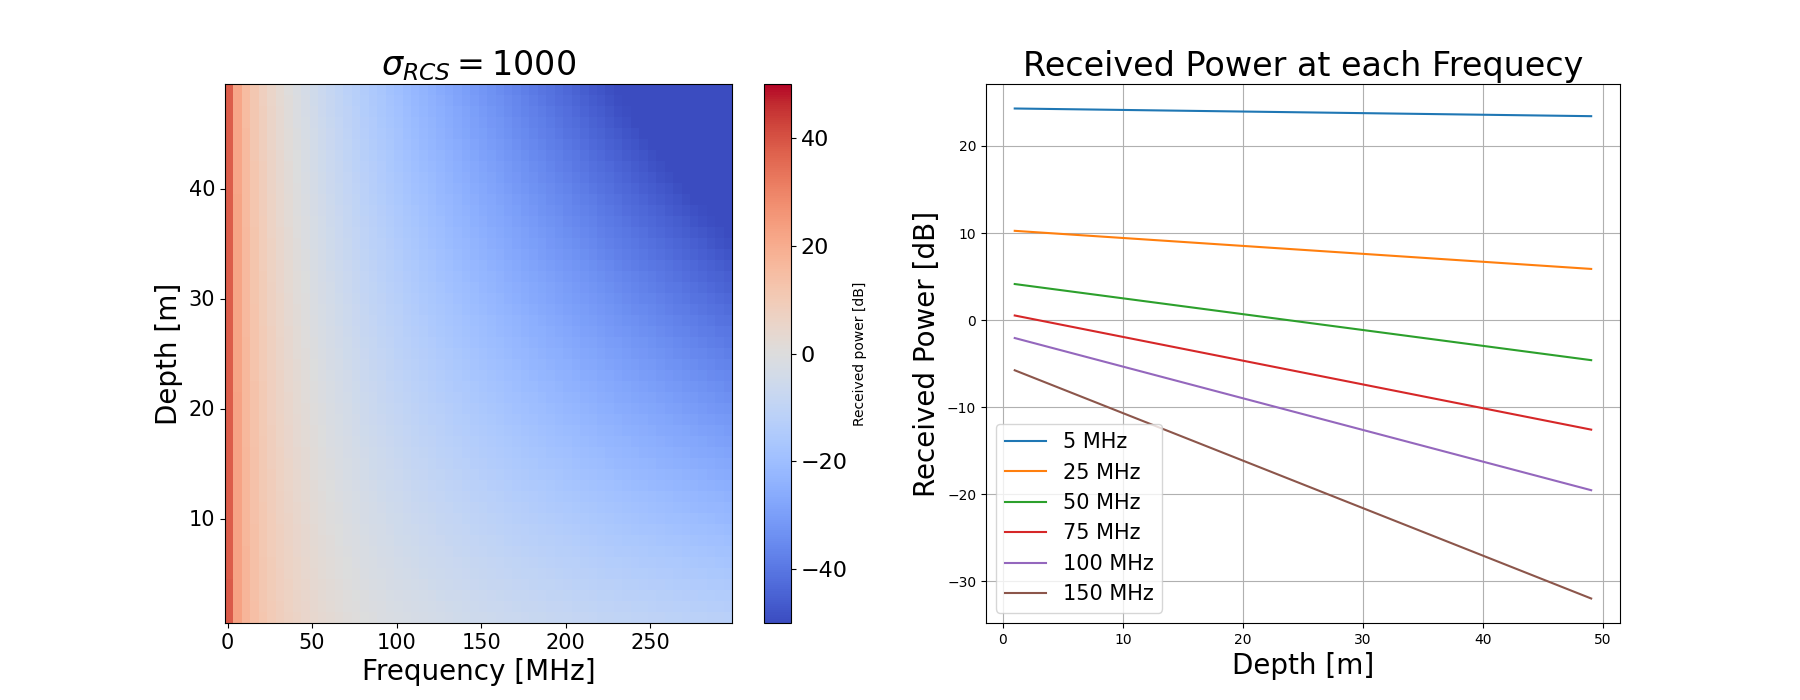 σRCS = 1000
Depth [m]
40
30
20
10
0 50 100 150 200 250
Frequency [MHz]
40
20
0
−20
−40
Received power [dB]
Received Power at each Frequecy
Received Power [dB]
20
10
0
−10
−20
−30
5 MHz
25 MHz
50 MHz
75 MHz
100 MHz
150 MHz
0 10 20 30 40 50
Depth [m]